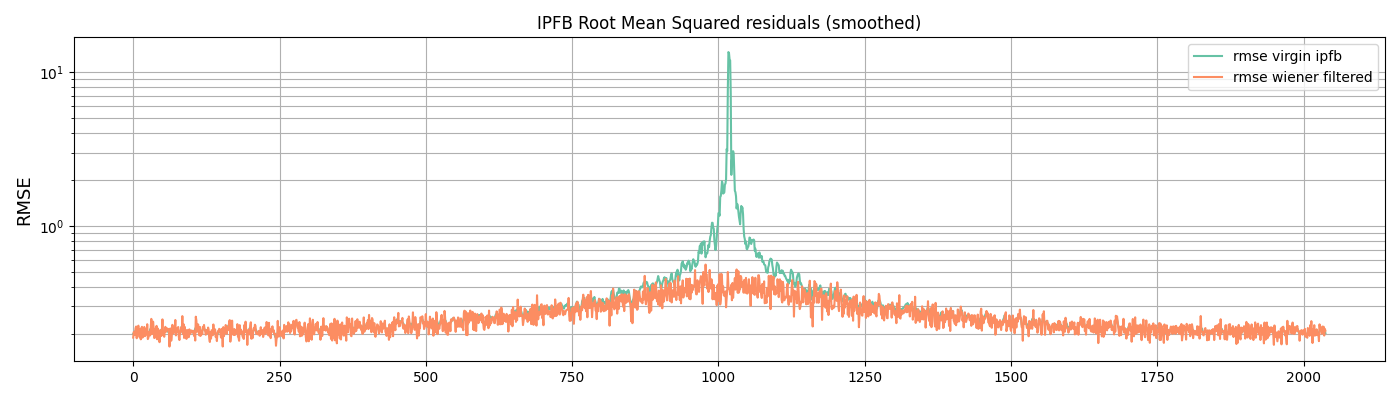 IPFB Root Mean Squared residuals (smoothed)
rmse virgin ipfb
rmse wiener filtered
RMSE
10¹
10⁰
0 250 500 750 1000 1250 1500 1750 2000